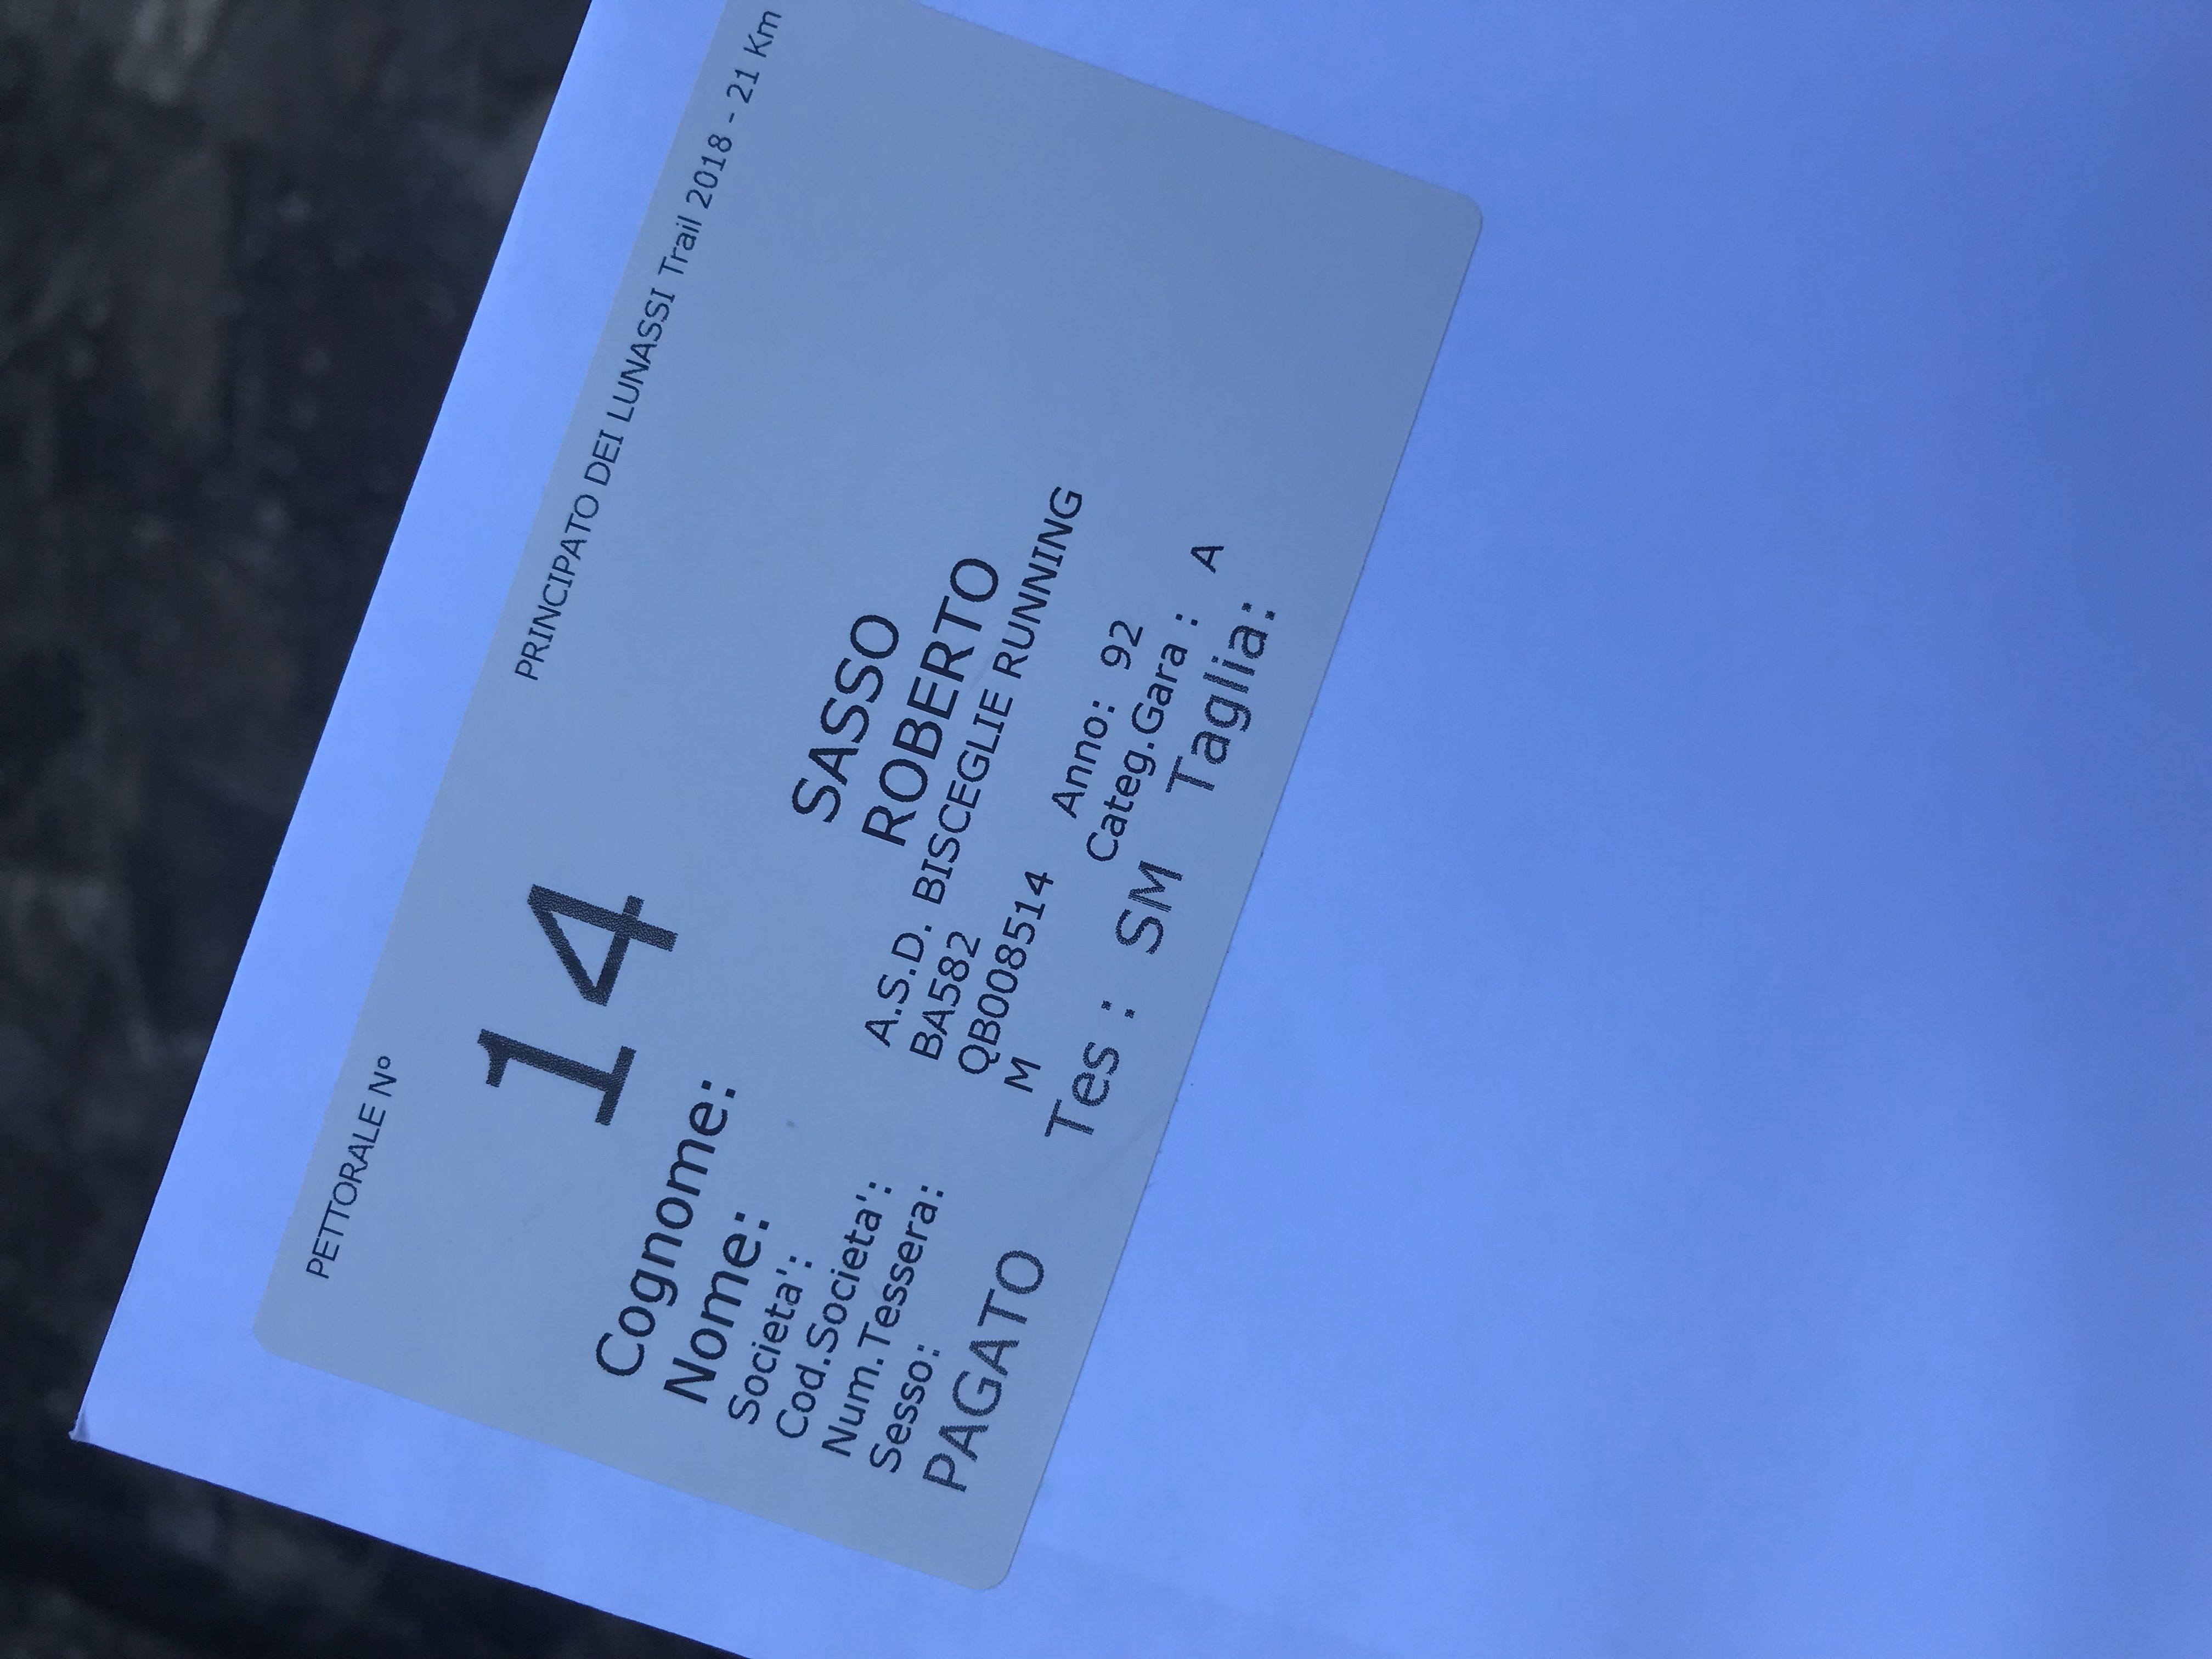 PETTORALE Nº PRINCIPATO DEI LUNASSI Trail 2018 - 21 Km
14
Cognome: SASSO
Nome: ROBERTO
Societa': A.S.D. BISCEGLIE RUNNING
Cod.Societa': BA582
Num.Tessera: QB008514 Anno: 92
Sesso: M Categ.Gara : A
PAGATO Tes : SM Taglia: